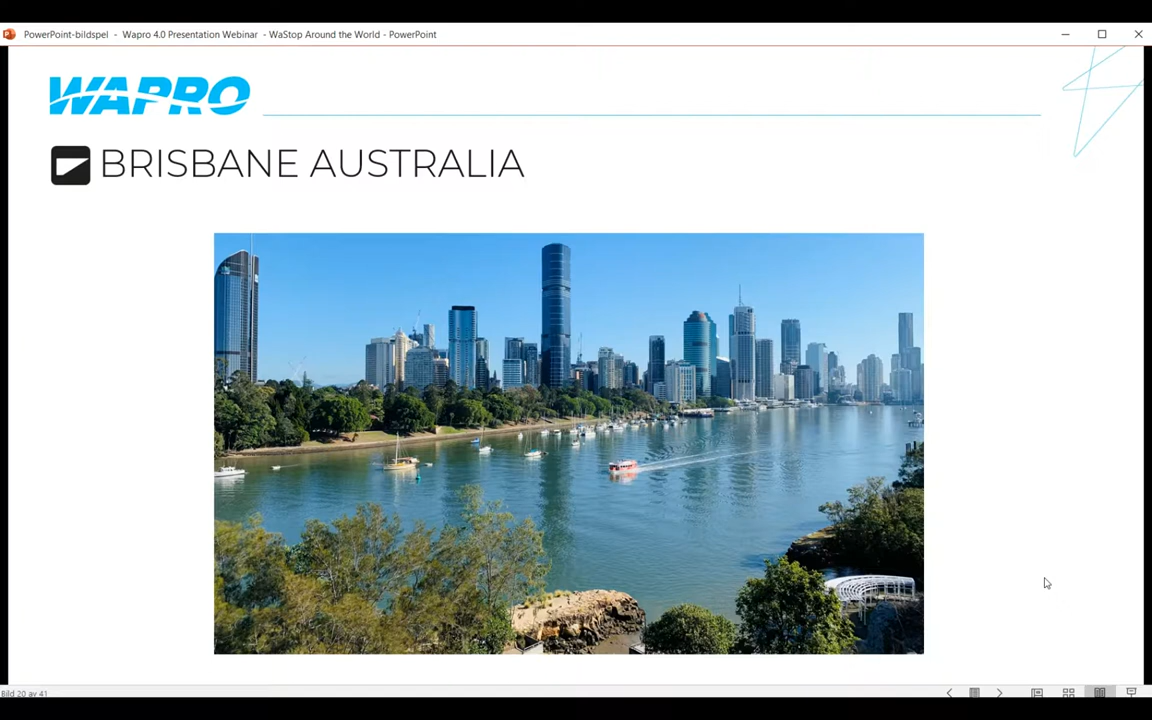 PowerPoint-bildspel - Wapro 4.0 Presentation Webinar - WaStop Around the World - PowerPoint
WAPRO
BRISBANE AUSTRALIA
Bild 20 av 41